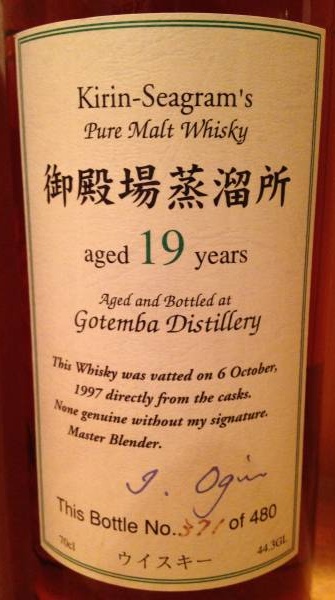 Kirin-Seagram's
Pure Malt Whisky
御殿場蒸溜所
aged 19 years
Aged and Bottled at
Gotemba Distillery
This Whisky was vatted on 6 October,
1997 directly from the casks.
None genuine without my signature.
Master Blender.
This Bottle No. 371 of 480
70cl
ウイスキー
44.3GL